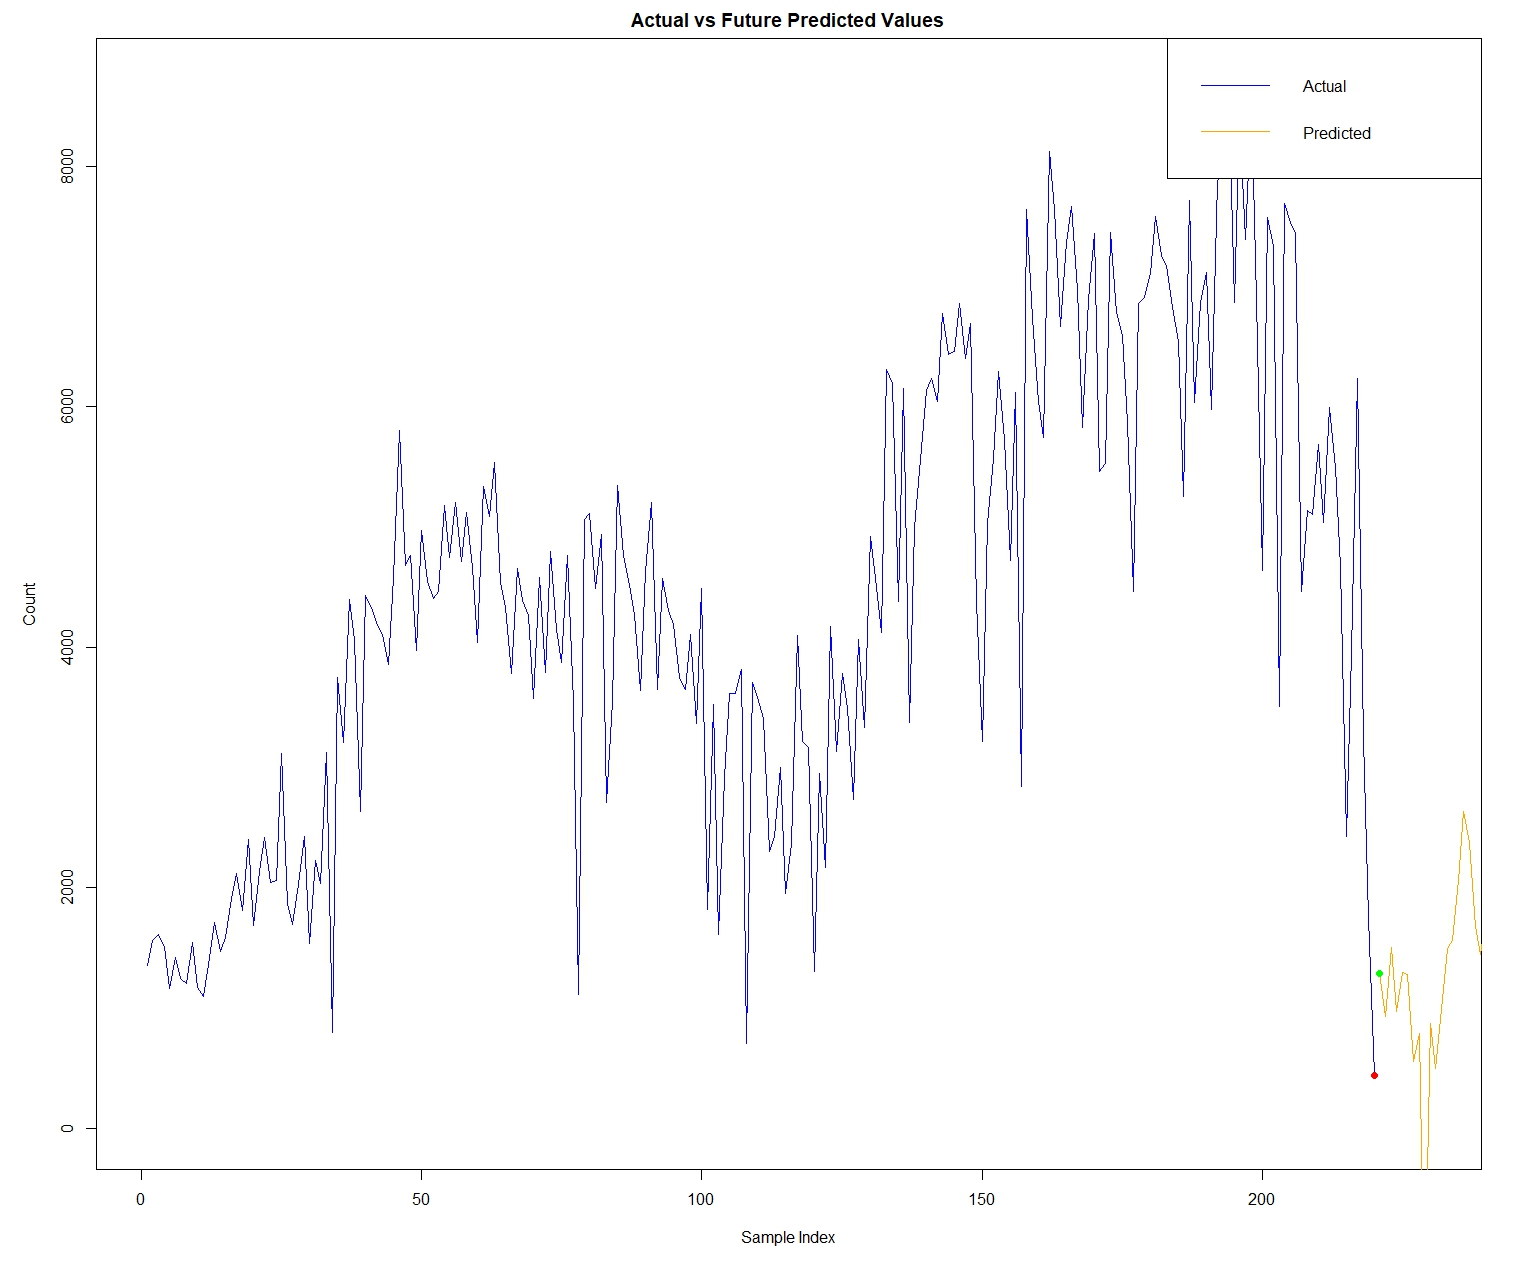 Actual vs Future Predicted Values
Actual
Predicted
8000
6000
4000
2000
0
Count
0 50 100 150 200
Sample Index